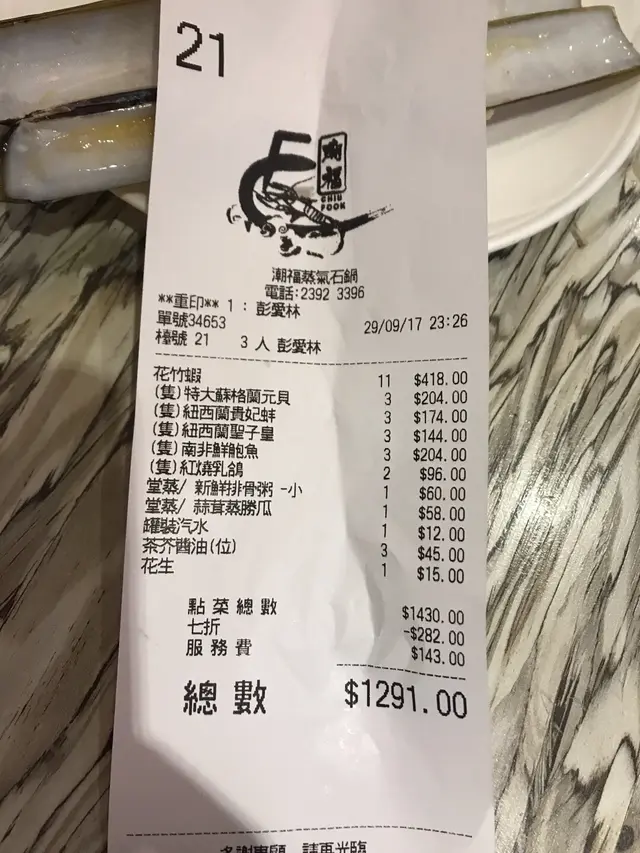 21
潮福
CHIU
FOOK
潮福蒸氣石鍋
電話:2392 3396
**重印** 1 : 彭愛林
單號34653 29/09/17 23:26
檯號 21 3 人 彭愛林
花竹蝦 11 $418.00
(隻)特大蘇格蘭元貝 3 $204.00
(隻)紐西蘭貴妃蚌 3 $174.00
(隻)紐西蘭聖子皇 3 $144.00
(隻)南非鮮鮑魚 3 $204.00
(隻)紅燒乳鴿 2 $96.00
堂蒸/ 新鮮排骨粥 -小 1 $60.00
堂蒸/ 蒜茸蒸勝瓜 1 $58.00
罐裝汽水 1 $12.00
茶芥醬油(位) 3 $45.00
花生 1 $15.00
點菜總數 $1430.00
七折 -$282.00
服務費 $143.00
總數 $1291.00
多謝惠顧 請再光臨